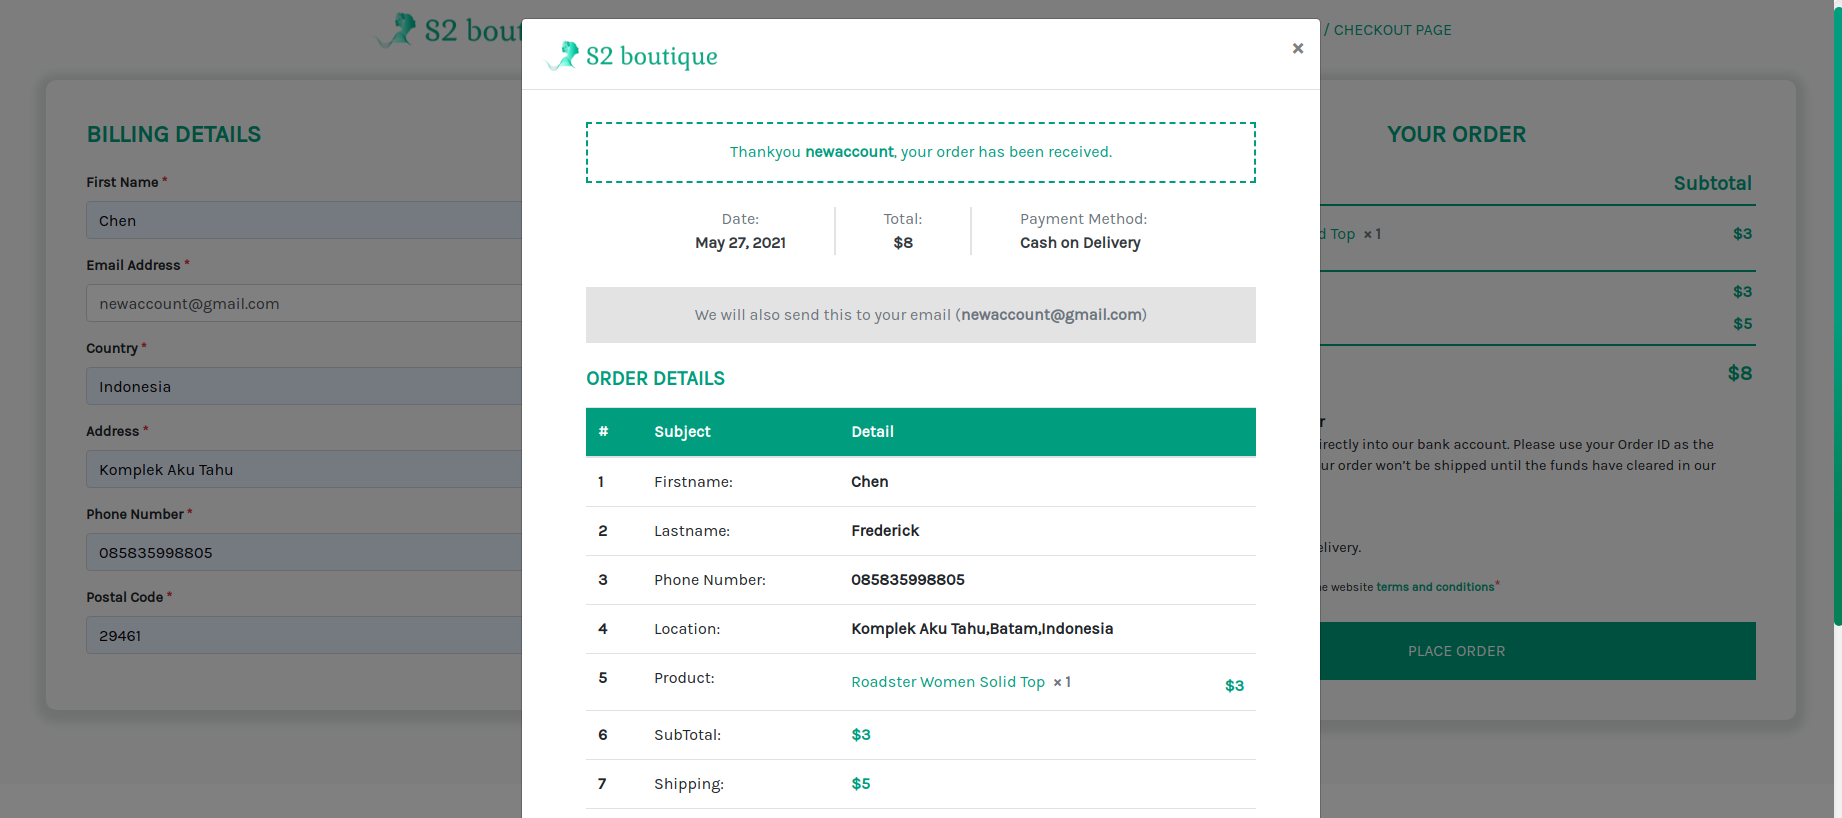 S2 bout
/ CHECKOUT PAGE
BILLING DETAILS
First Name *
Chen
Email Address *
newaccount@gmail.com
Country *
Indonesia
Address *
Komplek Aku Tahu
Phone Number *
085835998805
Postal Code *
29461
S2 boutique
×
Thankyou newaccount, your order has been received.
Date:
May 27, 2021
Total:
$8
Payment Method:
Cash on Delivery
We will also send this to your email (newaccount@gmail.com)
ORDER DETAILS
# Subject Detail
1 Firstname: Chen
2 Lastname: Frederick
3 Phone Number: 085835998805
4 Location: Komplek Aku Tahu,Batam,Indonesia
5 Product: Roadster Women Solid Top × 1 $3
6 SubTotal: $3
7 Shipping: $5
YOUR ORDER
Subtotal
d Top × 1 $3
$3
$5
$8
r
irectly into our bank account. Please use your Order ID as the
ur order won't be shipped until the funds have cleared in our
elivery.
he website terms and conditions*
PLACE ORDER